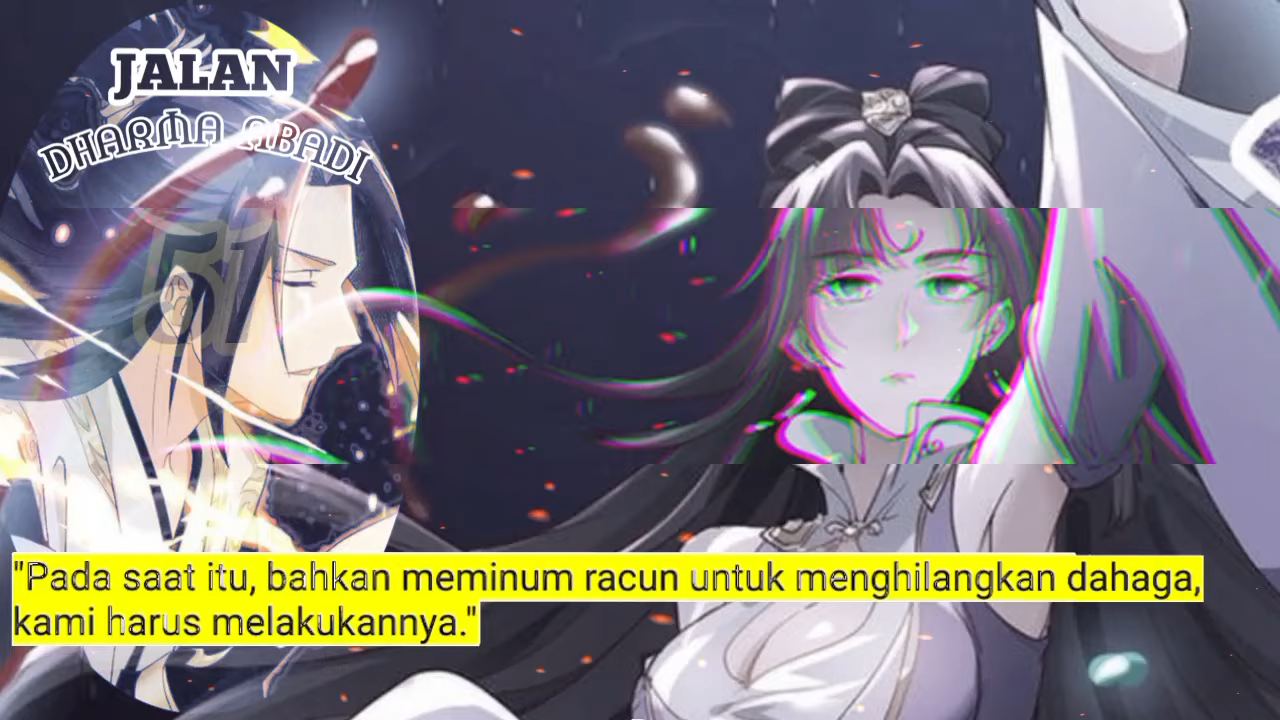 JALAN
DHARMA ABADI
51
"Pada saat itu, bahkan meminum racun untuk menghilangkan dahaga,
kami harus melakukannya."